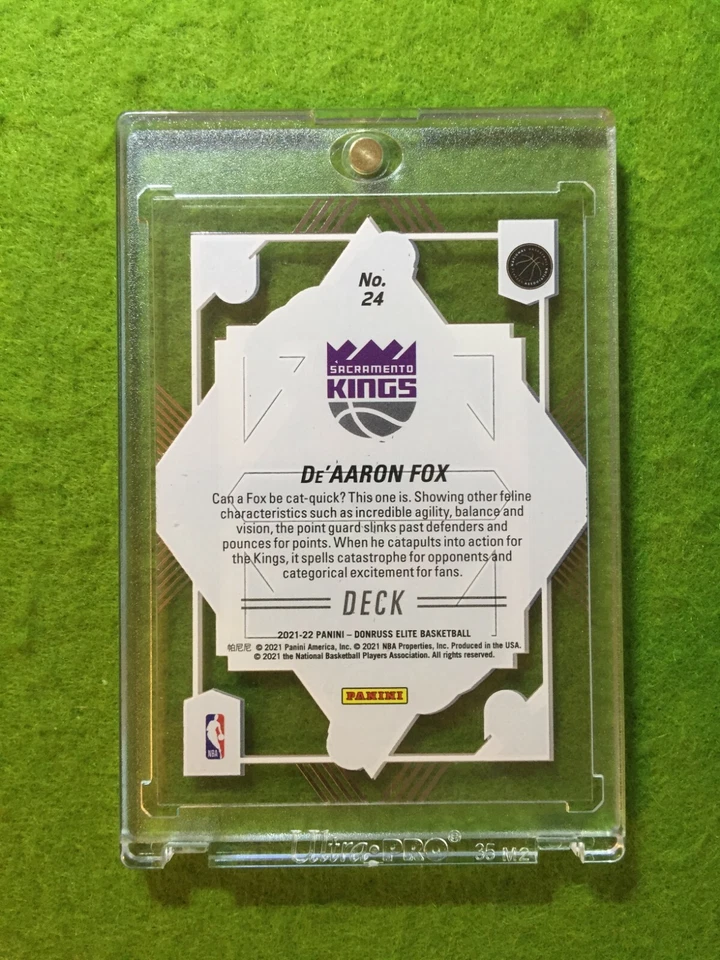 No.
24
SACRAMENTO
KINGS
DE'AARON FOX
Can a Fox be cat-quick? This one is. Showing other feline
characteristics such as incredible agility, balance and
vision, the point guard slinks past defenders and
pounces for points. When he catapults into action for
the Kings, it spells catastrophe for opponents and
categorical excitement for fans.
DECK
2021-22 PANINI – DONRUSS ELITE BASKETBALL
帕尼尼 © 2021 Panini America, Inc. © 2021 NBA Properties, Inc. Produced in the USA.
© 2021 the National Basketball Players Association. All rights reserved.
PANINI
NBA
Ultra•PRO® 35 M2